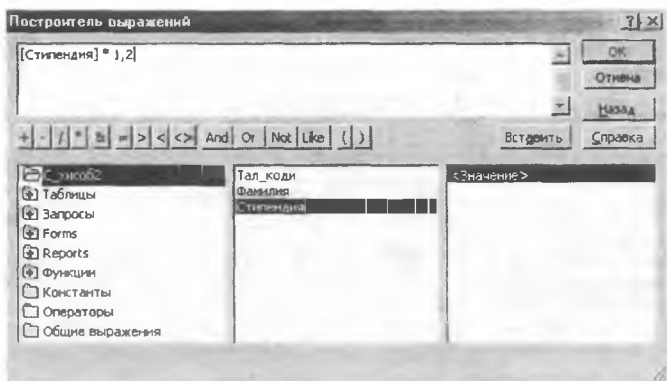 Построитель выражений
[Стипендия] * 1,2
OK
Отмена
Назад
+ - / * & = > < <> And Or Not Like ( )
Вставить
Справка
С_хисоб2
Таблицы
Запросы
Forms
Reports
Функции
Константы
Операторы
Общие выражения
Тал_коди
Фамилия
Стипендия
<Значение>